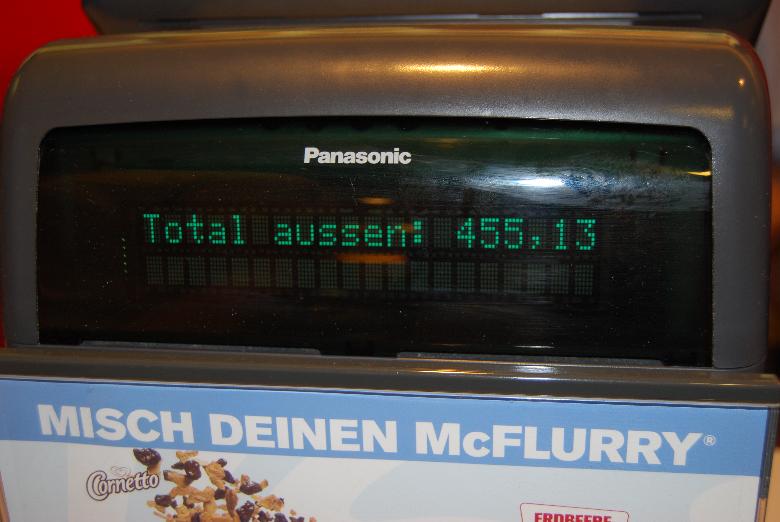 Panasonic
Total aussen: 455,13
MISCH DEINEN McFLURRY®
Cornetto
ERDBEERE